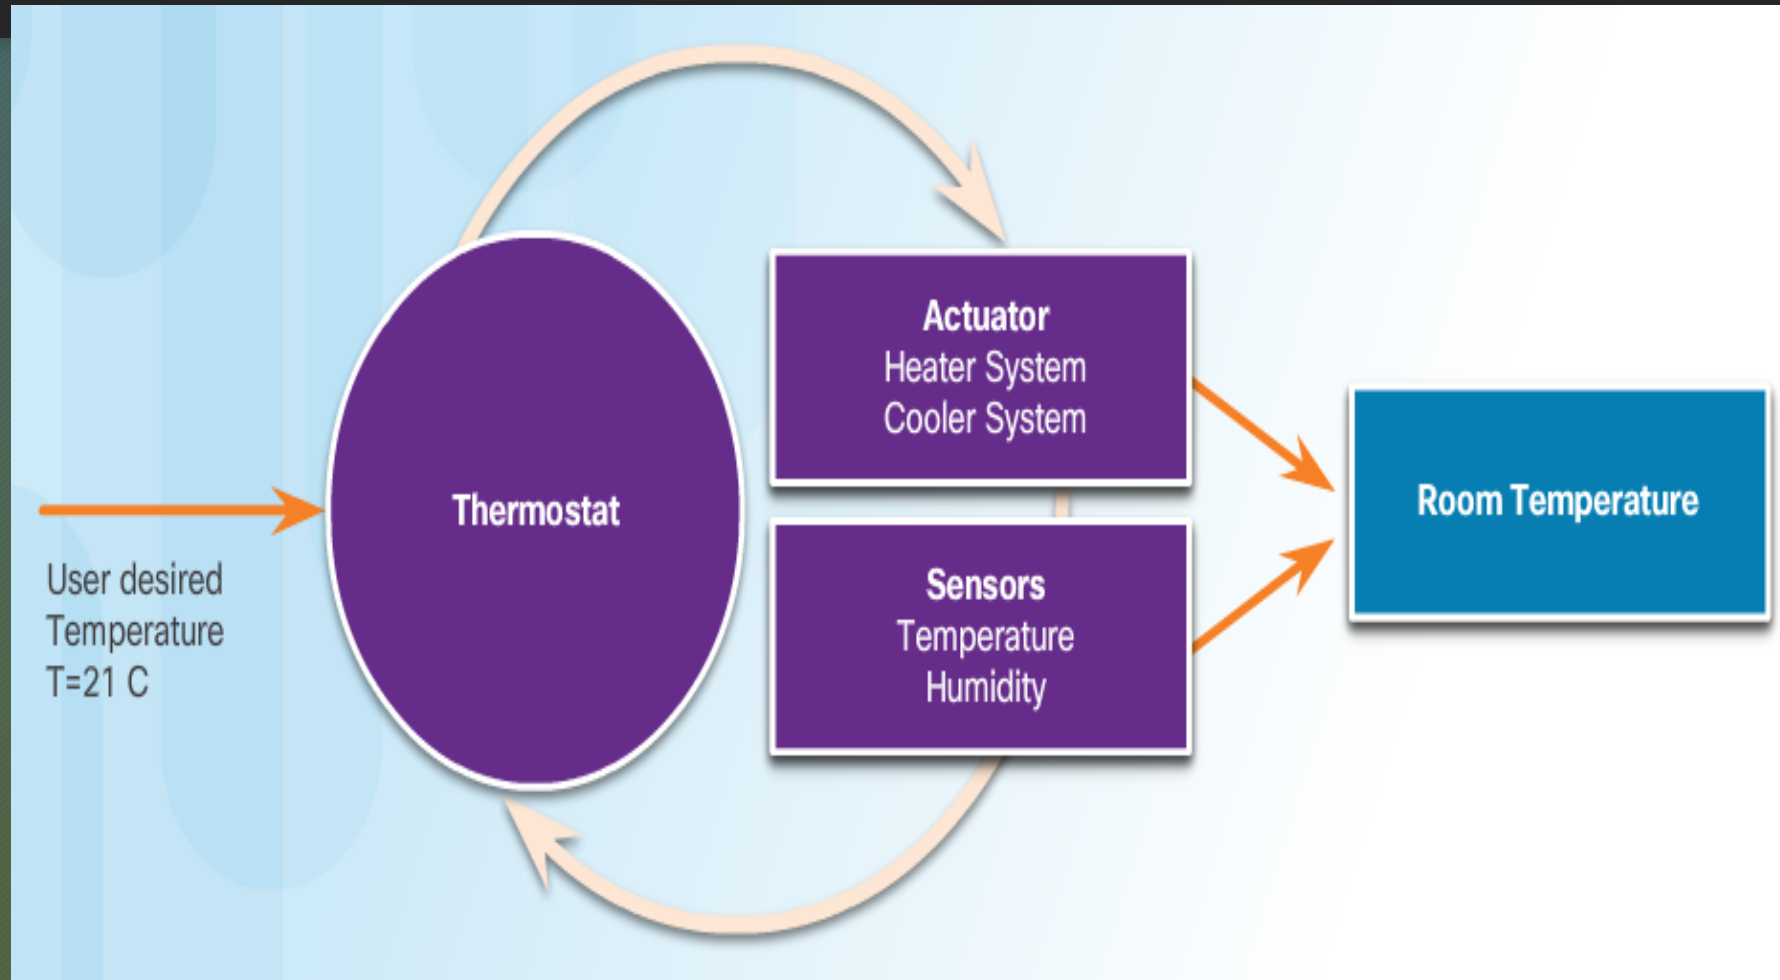 User desired
Temperature
T=21 C
Thermostat
Actuator
Heater System
Cooler System
Sensors
Temperature
Humidity
Room Temperature